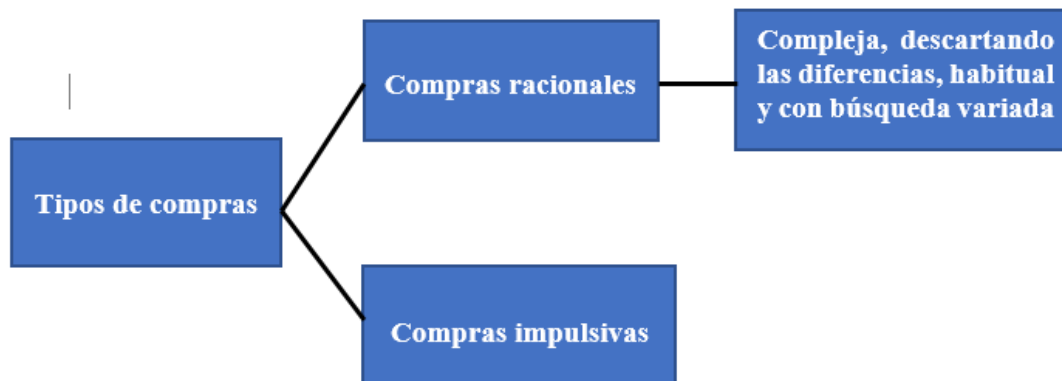 Tipos de compras
Compras racionales
Compleja, descartando
las diferencias, habitual
y con búsqueda variada
Compras impulsivas